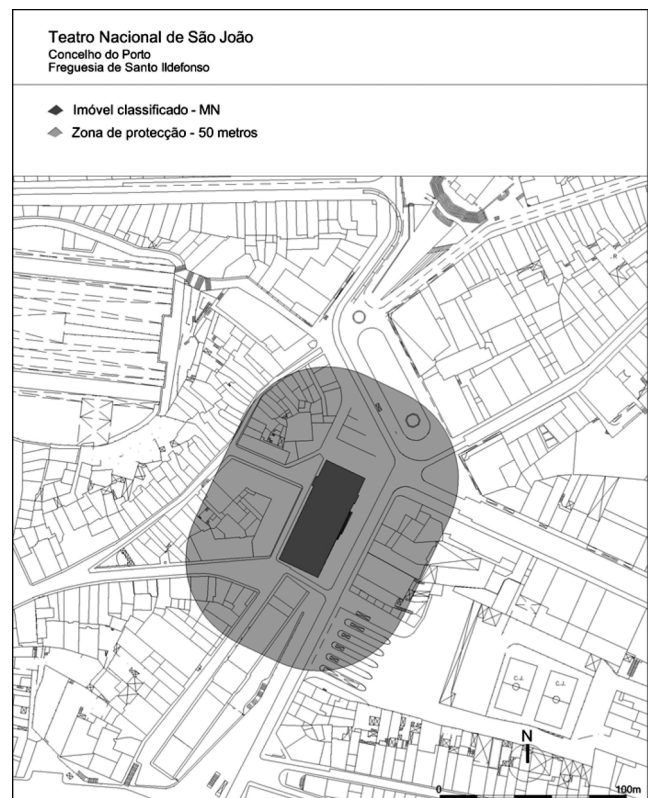 Teatro Nacional de São João
Concelho do Porto
Freguesia de Santo Ildefonso
Imóvel classificado - MN
Zona de protecção - 50 metros
N
0 100m